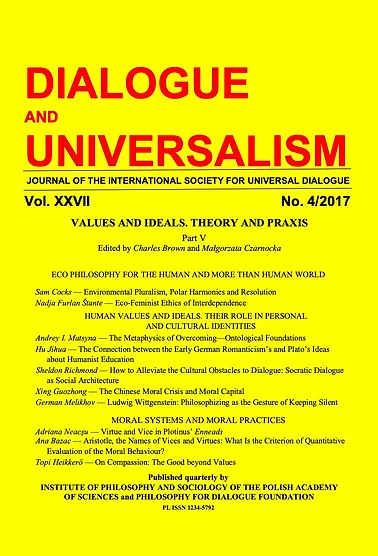 DIALOGUE
AND
UNIVERSALISM
JOURNAL OF THE INTERNATIONAL SOCIETY FOR UNIVERSAL DIALOGUE
Vol. XXVII No. 4/2017
VALUES AND IDEALS. THEORY AND PRAXIS
Part V
Edited by Charles Brown and Małgorzata Czarnocka
ECO PHILOSOPHY FOR THE HUMAN AND MORE THAN HUMAN WORLD
Sam Cocks — Environmental Pluralism, Polar Harmonies and Resolution
Nadja Furlan Štante — Eco-Feminist Ethics of Interdependence
HUMAN VALUES AND IDEALS. THEIR ROLE IN PERSONAL
AND CULTURAL IDENTITIES
Andrey I. Matsyna — The Metaphysics of Overcoming—Ontological Foundations
Hu Jihua — The Connection between the Early German Romanticism's and Plato's Ideas
about Humanist Education
Sheldon Richmond — How to Alleviate the Cultural Obstacles to Dialogue: Socratic Dialogue
as Social Architecture
Xing Guozhong — The Chinese Moral Crisis and Moral Capital
German Melikhov — Ludwig Wittgenstein: Philosophizing as the Gesture of Keeping Silent
MORAL SYSTEMS AND MORAL PRACTICES
Adriana Neacşu — Virtue and Vice in Plotinus' Enneads
Ana Bazac — Aristotle, the Names of Vices and Virtues: What Is the Criterion of Quantitative
Evaluation of the Moral Behaviour?
Topi Heikkerö — On Compassion: The Good beyond Values
Published quarterly by
INSTITUTE OF PHILOSOPHY AND SOCIOLOGY OF THE POLISH ACADEMY
OF SCIENCES and PHILOSOPHY FOR DIALOGUE FOUNDATION
PL ISSN 1234-5792